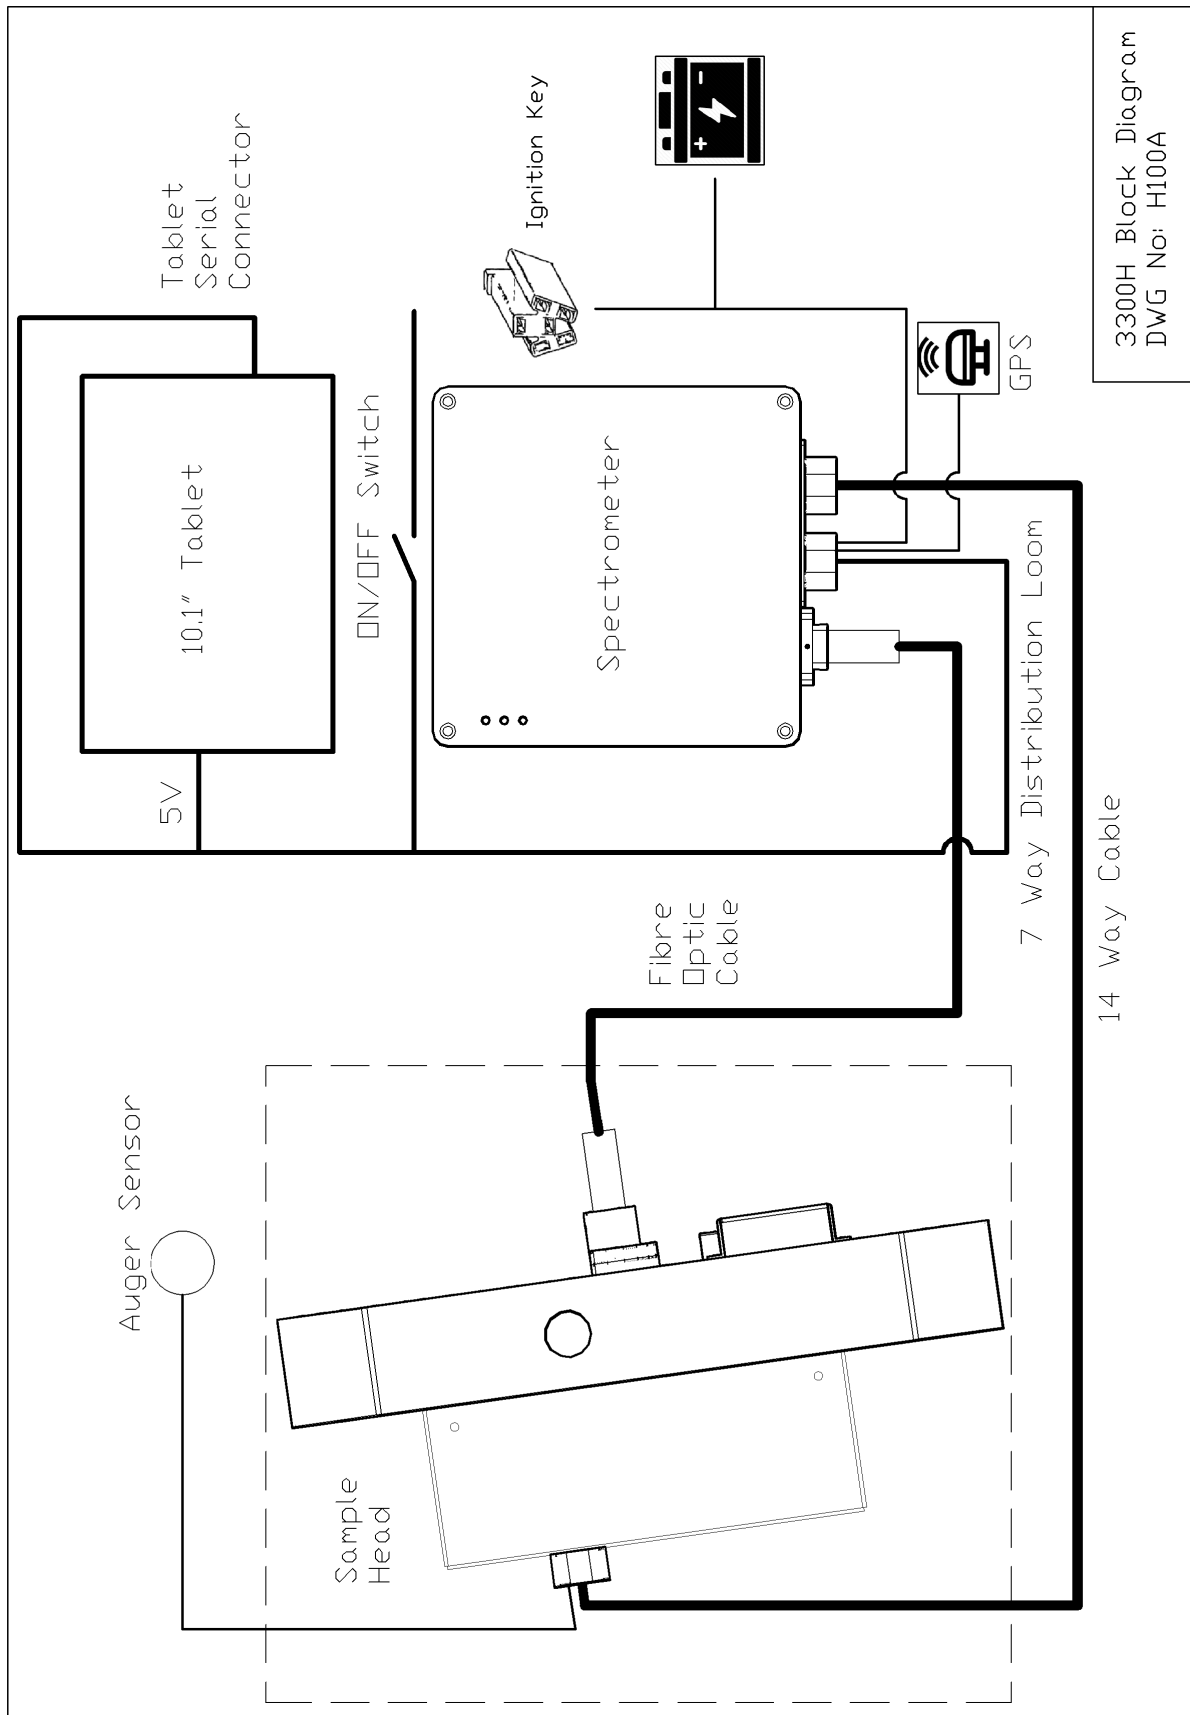 Auger Sensor
Sample
Head
Fibre
Optic
Cable
5V
10.1" Tablet
Tablet
Serial
Connector
ON/OFF Switch
Ignition Key
+ -
Spectrometer
GPS
7 Way Distribution Loom
14 Way Cable
3300H Block Diagram
DWG No: H100A